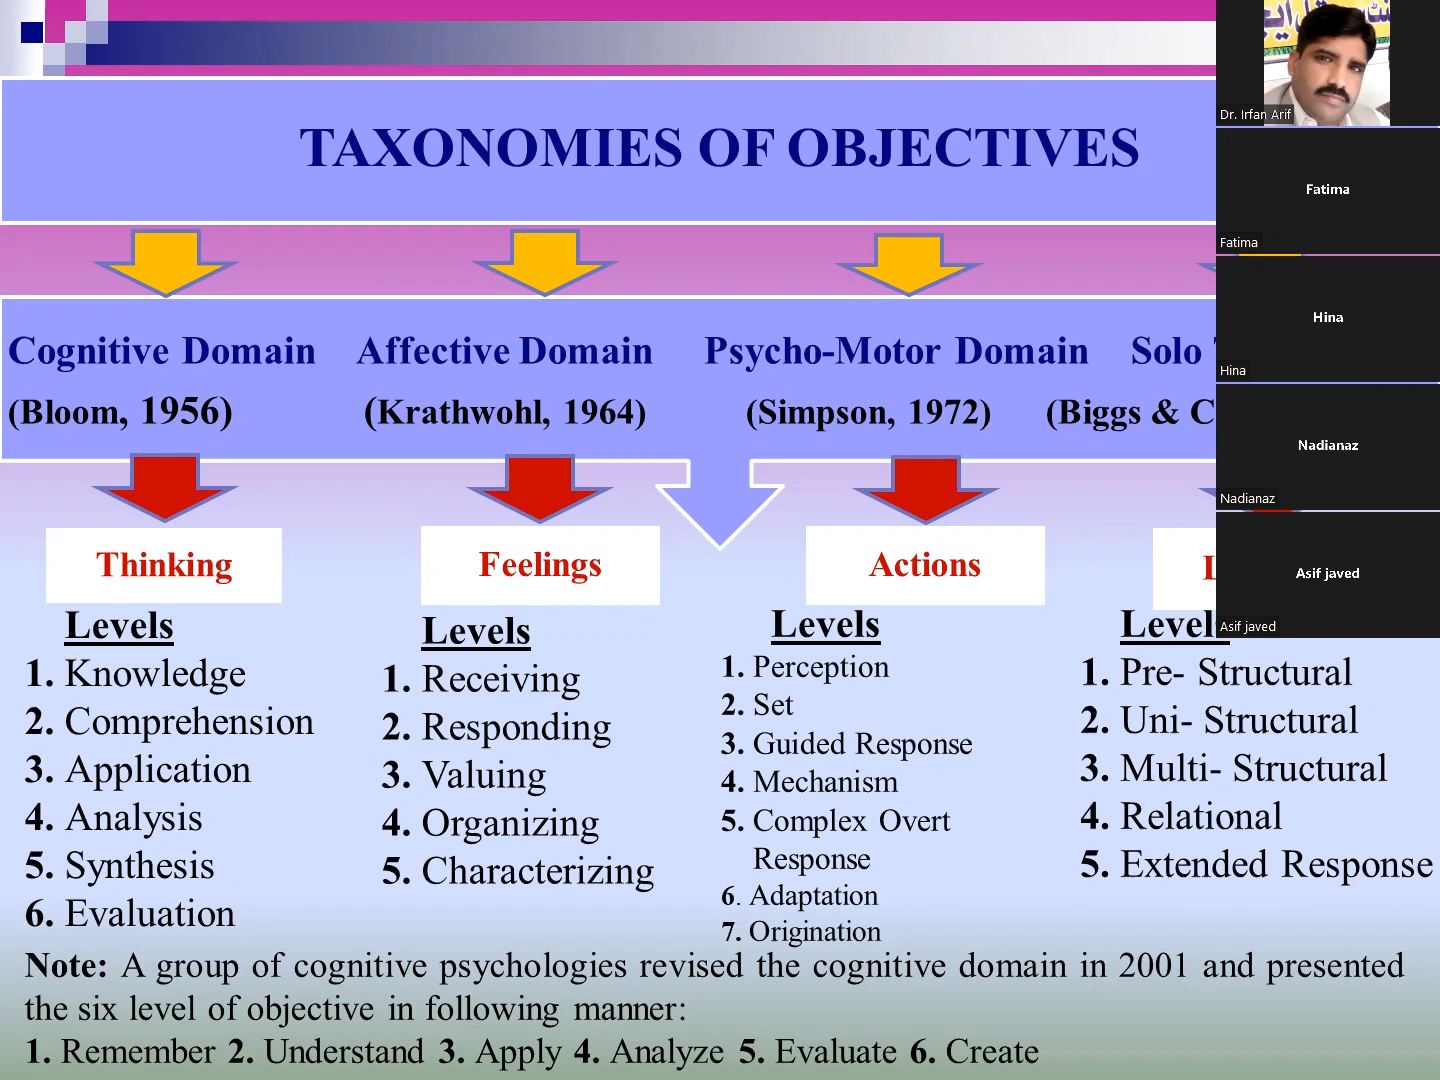 TAXONOMIES OF OBJECTIVES
Cognitive Domain
(Bloom, 1956)
Affective Domain
(Krathwohl, 1964)
Psycho-Motor Domain
(Simpson, 1972)
Solo
(Biggs & C
Thinking
Levels
1. Knowledge
2. Comprehension
3. Application
4. Analysis
5. Synthesis
6. Evaluation
Feelings
Levels
1. Receiving
2. Responding
3. Valuing
4. Organizing
5. Characterizing
Actions
Levels
1. Perception
2. Set
3. Guided Response
4. Mechanism
5. Complex Overt
Response
6. Adaptation
7. Origination
Levels
1. Pre- Structural
2. Uni- Structural
3. Multi- Structural
4. Relational
5. Extended Response
Note: A group of cognitive psychologies revised the cognitive domain in 2001 and presented
the six level of objective in following manner:
1. Remember 2. Understand 3. Apply 4. Analyze 5. Evaluate 6. Create
Dr. Irfan Arif
Fatima
Fatima
Hina
Hina
Nadianaz
Nadianaz
Asif javed
Asif javed